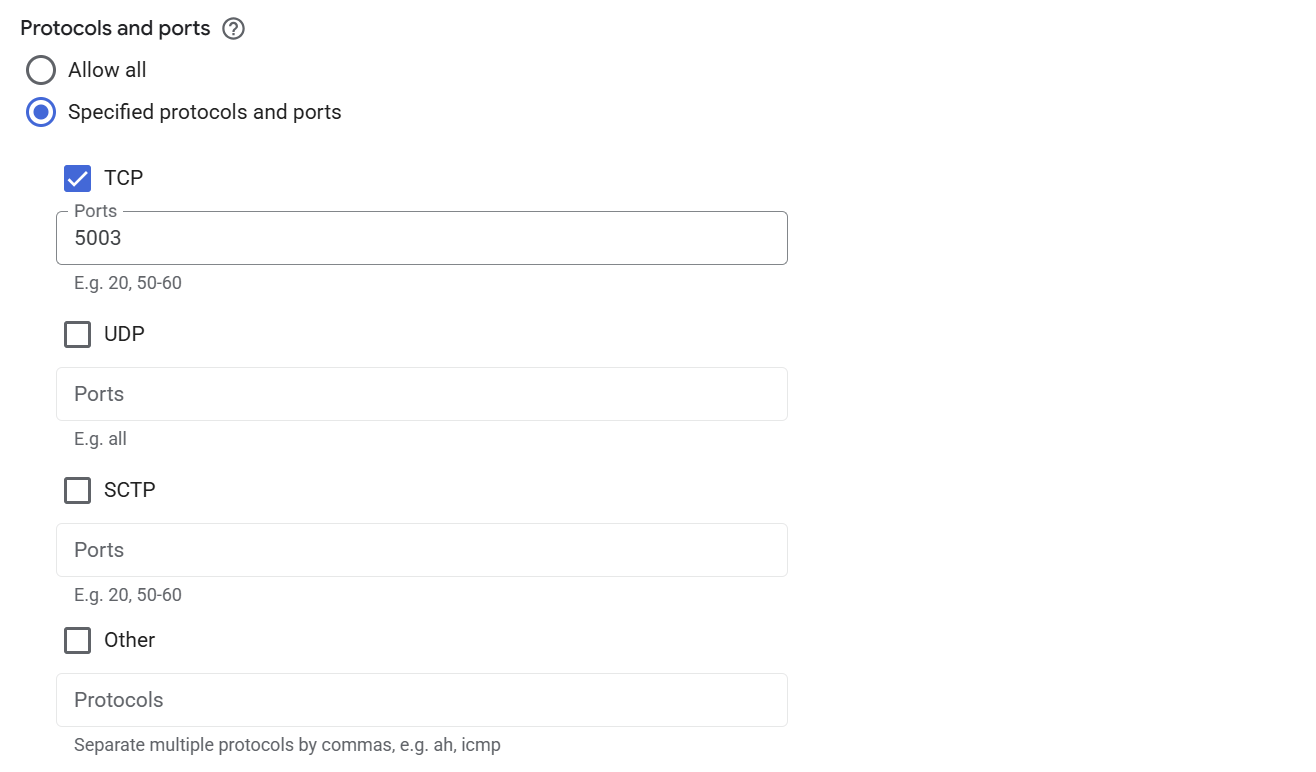 Protocols and ports
Allow all
Specified protocols and ports
TCP
Ports
5003
E.g. 20, 50-60
UDP
Ports
E.g. all
SCTP
Ports
E.g. 20, 50-60
Other
Protocols
Separate multiple protocols by commas, e.g. ah, icmp